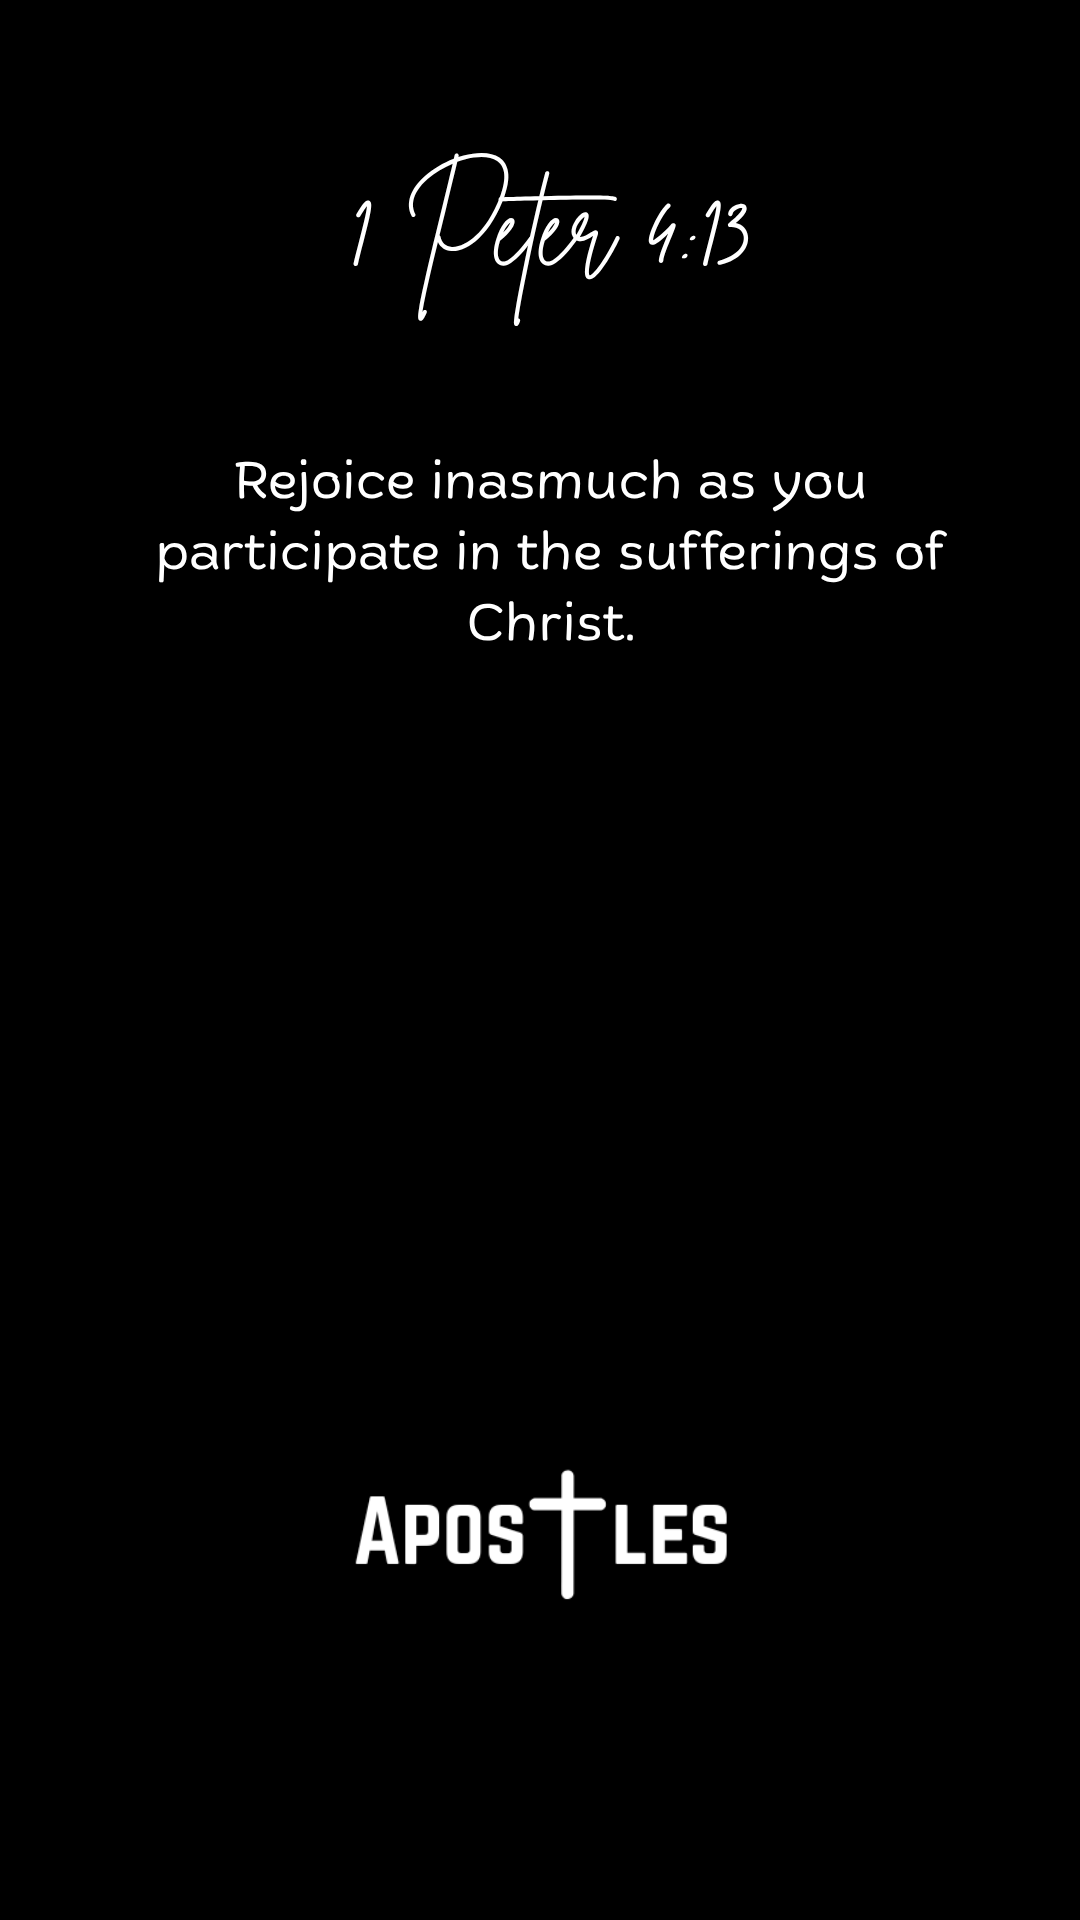 1 Peter 4:13
Rejoice inasmuch as you
participate in the sufferings of
Christ.
APOSTLES